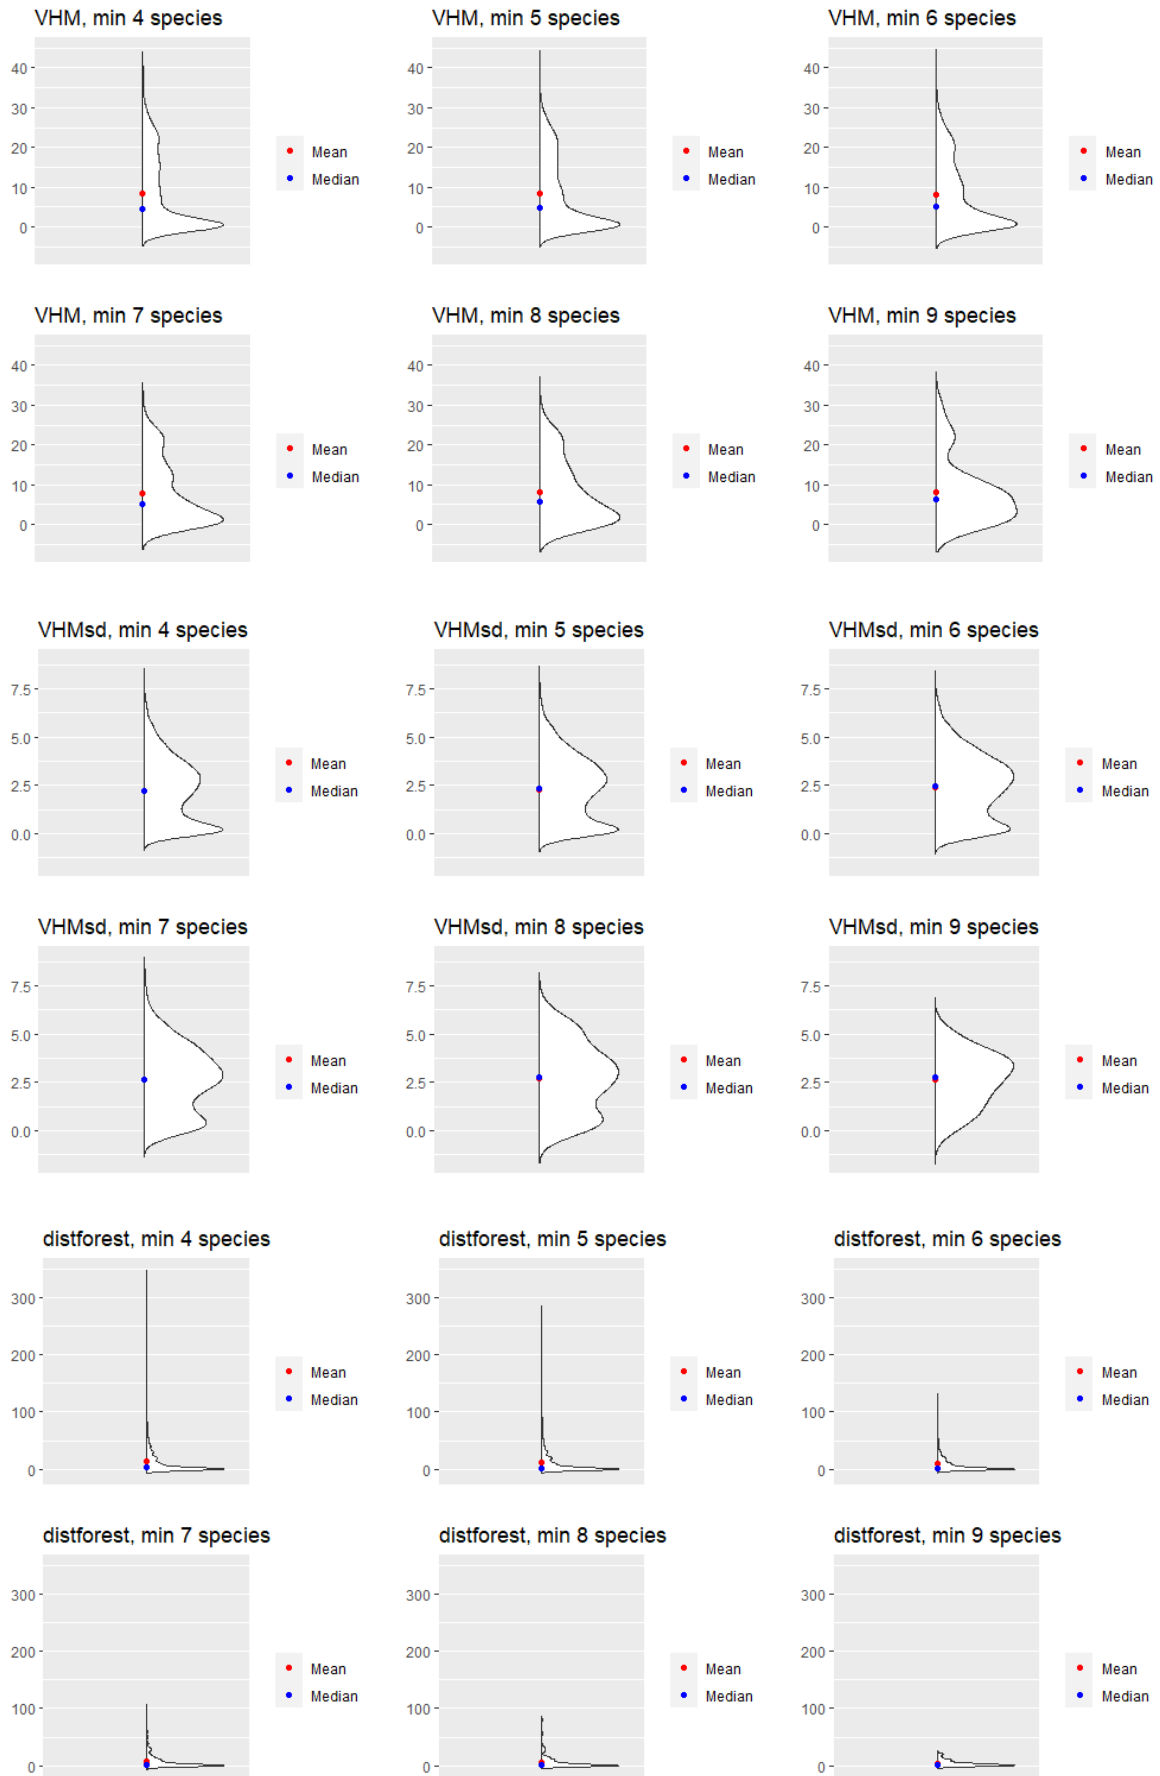 VHM, min 4 species VHM, min 5 species VHM, min 6 species
40 40 40
30 30 30
20 20 20
Mean Mean Mean
10 Median 10 Median 10 Median
0 0 0
VHM, min 7 species VHM, min 8 species VHM, min 9 species
40 40 40
30 30 30
20 Mean 20 Mean 20 Mean
10 Median 10 Median 10 Median
0 0 0
VHMsd, min 4 species VHMsd, min 5 species VHMsd, min 6 species
7.5 7.5 7.5
5.0 5.0 5.0
Mean Mean Mean
2.5 Median 2.5 Median 2.5 Median
0.0 0.0 0.0
VHMsd, min 7 species VHMsd, min 8 species VHMsd, min 9 species
7.5 7.5 7.5
5.0 5.0 5.0
Mean Mean Mean
2.5 Median 2.5 Median 2.5 Median
0.0 0.0 0.0
distforest, min 4 species distforest, min 5 species distforest, min 6 species
300 300 300
200 200 200
Mean Mean Mean
100 Median 100 Median 100 Median
0 0 0
distforest, min 7 species distforest, min 8 species distforest, min 9 species
300 300 300
200 200 200
Mean Mean Mean
100 Median 100 Median 100 Median
0 0 0